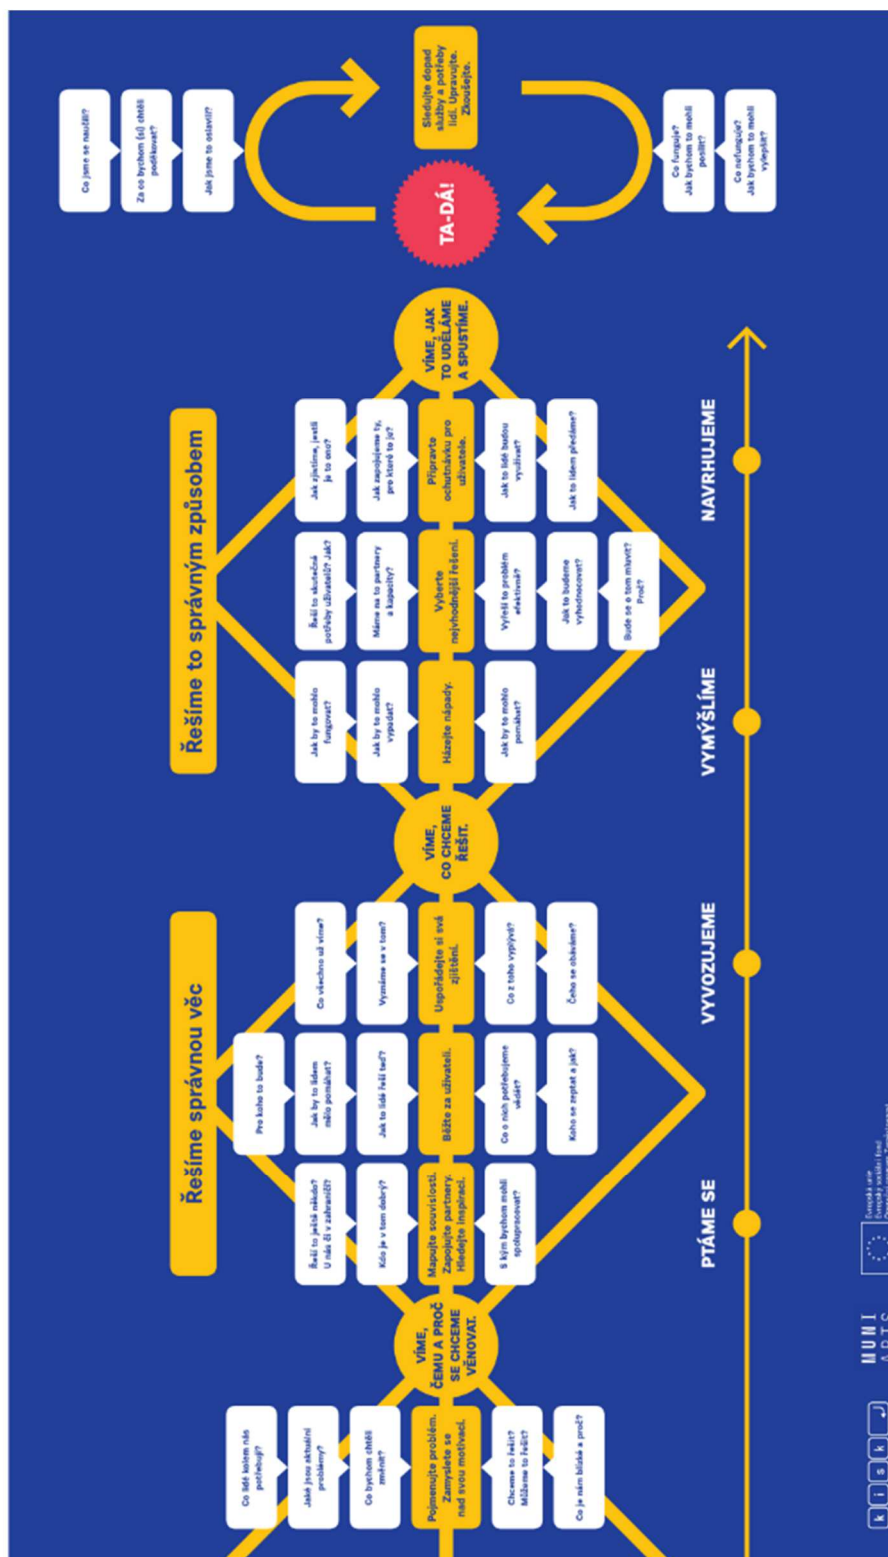 Řešíme správnou věc
Řešíme to správným způsobem
Co lidé kolem nás
potřebují?
Jaké jsou aktuální
problémy?
Co bychom chtěli
změnit?
Pojmenujte problém.
Zamyslete se
nad svou motivací.
Chceme to řešit?
Můžeme to řešit?
Co je nám blízké a proč?
VÍME,
ČEMU A PROČ
SE CHCEME
VĚNOVAT.
Řeší to ještě někdo?
U nás či v zahraničí?
Kdo je v tom dobrý?
Mapujte souvislosti.
Zapojujte partnery.
Hledejte inspiraci.
S kým bychom mohli
spolupracovat?
Pro koho to bude?
Jak by to lidem
mělo pomáhat?
Jak to lidé řeší teď?
Běžte za uživateli.
Co o nich potřebujeme
vědět?
Koho se zeptat a jak?
Co všechno už víme?
Vyznáme se v tom?
Uspořádejte si svá
zjištění.
Co z toho vyplývá?
Čeho se obáváme?
VÍME,
CO CHCEME
ŘEŠIT.
Jak by to mohlo
fungovat?
Jak by to mohlo
vypadat?
Házejte nápady.
Jak by to mohlo
pomáhat?
Řeší to skutečné
potřeby uživatelů? Jak?
Máme na to partnery
a kapacity?
Vyberte
nejvhodnější řešení.
Vyřeší to problém
efektivně?
Jak to budeme
vyhodnocovat?
Bude se o tom mluvit?
Proč?
Jak zjistíme, jestli
je to ono?
Jak zapojujeme ty,
pro které to je?
Připravte
ochutnávku pro
uživatele.
Jak to lidé budou
využívat?
Jak to lidem předáme?
VÍME, JAK
TO UDĚLÁME
A SPUSTÍME.
TA-DÁ!
Co jsme se naučili?
Za co bychom (si) chtěli
poděkovat?
Jak jsme to oslavili?
Sledujte dopad
služby a potřeby
lidí. Upravujte.
Zkoušejte.
Co funguje?
Jak bychom to mohli
posílit?
Co nefunguje?
Jak bychom to mohli
vylepšit?
PTÁME SE
VYVOZUJEME
VYMÝŠLÍME
NAVRHUJEME
kisk
MUNI
ARTS
Evropská unie
Evropský sociální fond